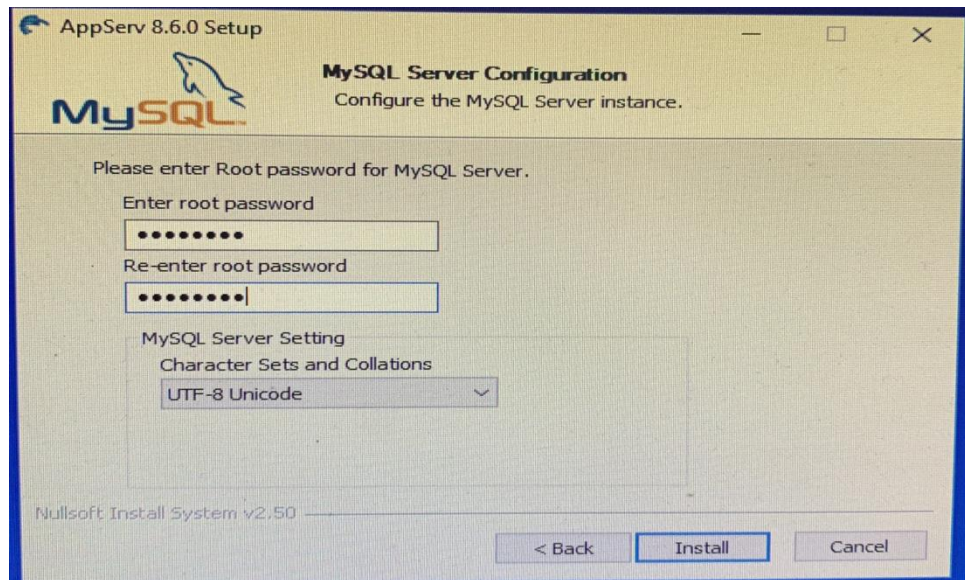 AppServ 8.6.0 Setup
MySQL
MySQL Server Configuration
Configure the MySQL Server instance.
Please enter Root password for MySQL Server.
Enter root password
●●●●●●●●
Re-enter root password
●●●●●●●●
MySQL Server Setting
Character Sets and Collations
UTF-8 Unicode
Nullsoft Install System v2.50
< Back Install Cancel